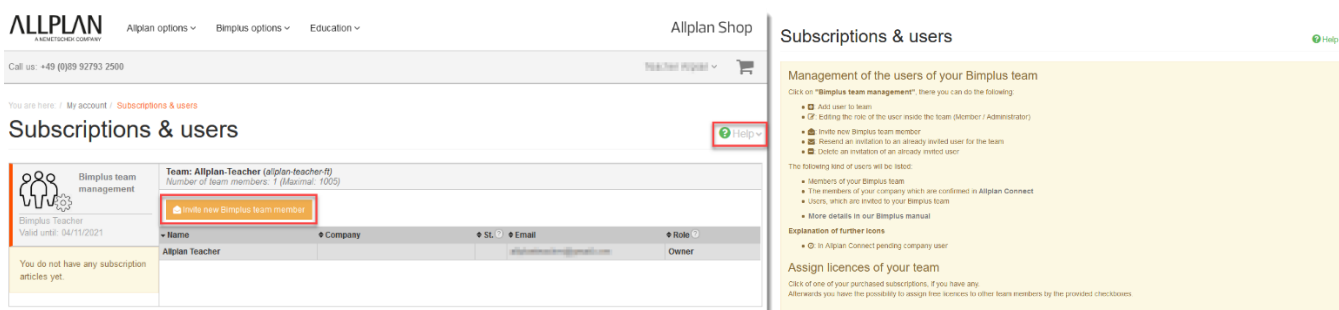 ALLPLAN
A NEMETSCHEK COMPANY
Allplan options
Bimplus options
Education
Allplan Shop
Call us: +49 (0)89 92793 2500
You are here: / My account / Subscriptions & users
Subscriptions & users
Help
Bimplus team
management
Bimplus Teacher
Valid until: 04/11/2021
You do not have any subscription
articles yet.
Team: Allplan-Teacher (allplan-teacher-ft)
Number of team members: 1 (Maximal: 1005)
Invite new Bimplus team member
Name Company St. Email Role
Allplan Teacher Owner
Subscriptions & users
Help
Management of the users of your Bimplus team
Click on "Bimplus team management", there you can do the following:
: Add user to team
: Editing the role of the user inside the team (Member / Administrator)
: Invite new Bimplus team member
: Resend an invitation to an already invited user for the team
: Delete an invitation of an already invited user
The following kind of users will be listed:
Members of your Bimplus team
The members of your company which are confirmed in Allplan Connect
Users, which are invited to your Bimplus team
More details in our Bimplus manual
Explanation of further icons
: In Allplan Connect pending company user
Assign licences of your team
Click of one of your purchased subscriptions, if you have any.
Afterwards you have the possibility to assign free licences to other team members by the provided checkboxes